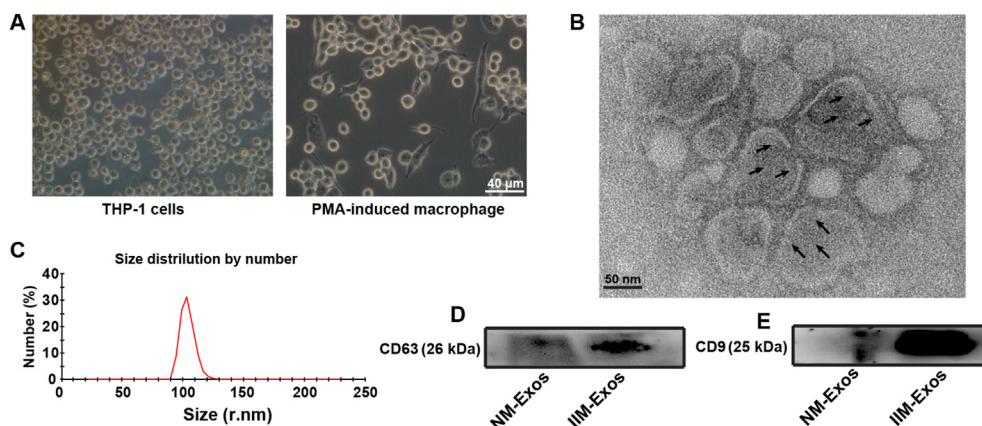 A
THP-1 cells
40 µm
PMA-induced macrophage
B
50 nm
C
Size distrilution by number
Number (%)
40
30
20
10
0
0
50
100
150
200
250
Size (r.nm)
D
CD63 (26 kDa)
NM-Exos
IIM-Exos
E
CD9 (25 kDa)
NM-Exos
IIM-Exos